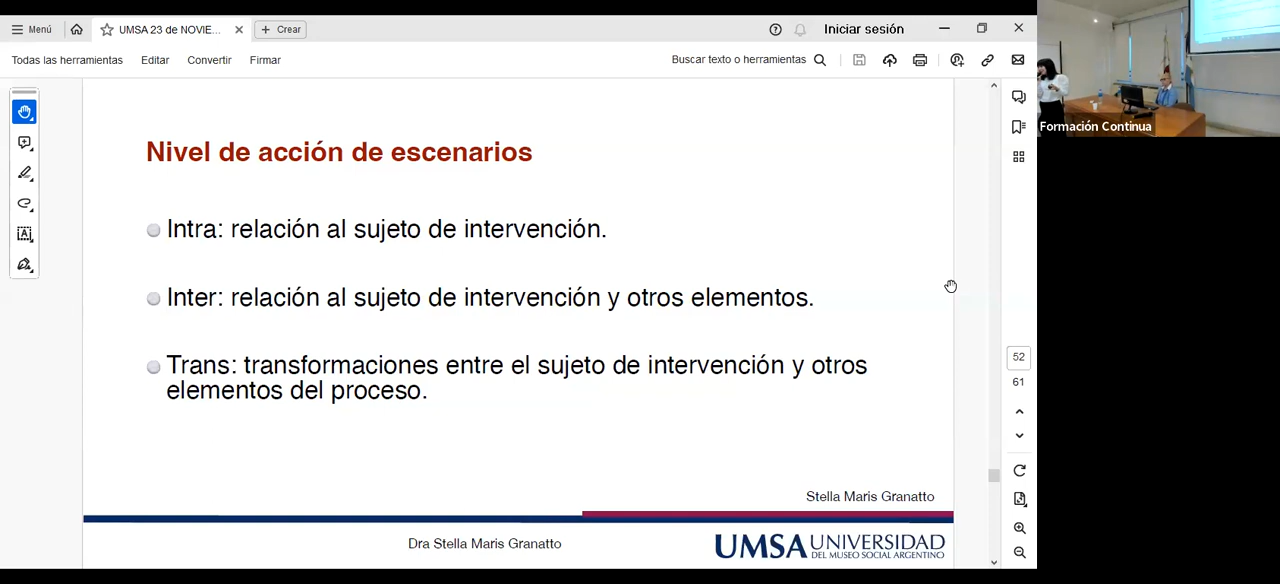 Menú
UMSA 23 de NOVIE...
Crear
Iniciar sesión
Todas las herramientas
Editar
Convertir
Firmar
Buscar texto o herramientas
Formación Continua
Nivel de acción de escenarios
Intra: relación al sujeto de intervención.
Inter: relación al sujeto de intervención y otros elementos.
Trans: transformaciones entre el sujeto de intervención y otros
elementos del proceso.
52
61
Stella Maris Granatto
Dra Stella Maris Granatto
UMSA UNIVERSIDAD
DEL MUSEO SOCIAL ARGENTINO